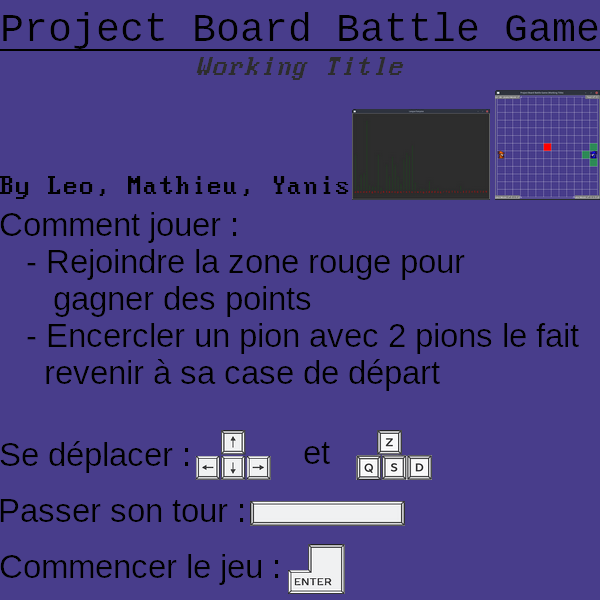 Project Board Battle Game
Working Title
By Leo, Mathieu, Yanis
Comment jouer :
- Rejoindre la zone rouge pour
gagner des points
- Encercler un pion avec 2 pions le fait
revenir à sa case de départ
Se déplacer : ↑ ← ↓ → et Z Q S D
Passer son tour :
Commencer le jeu : ENTER